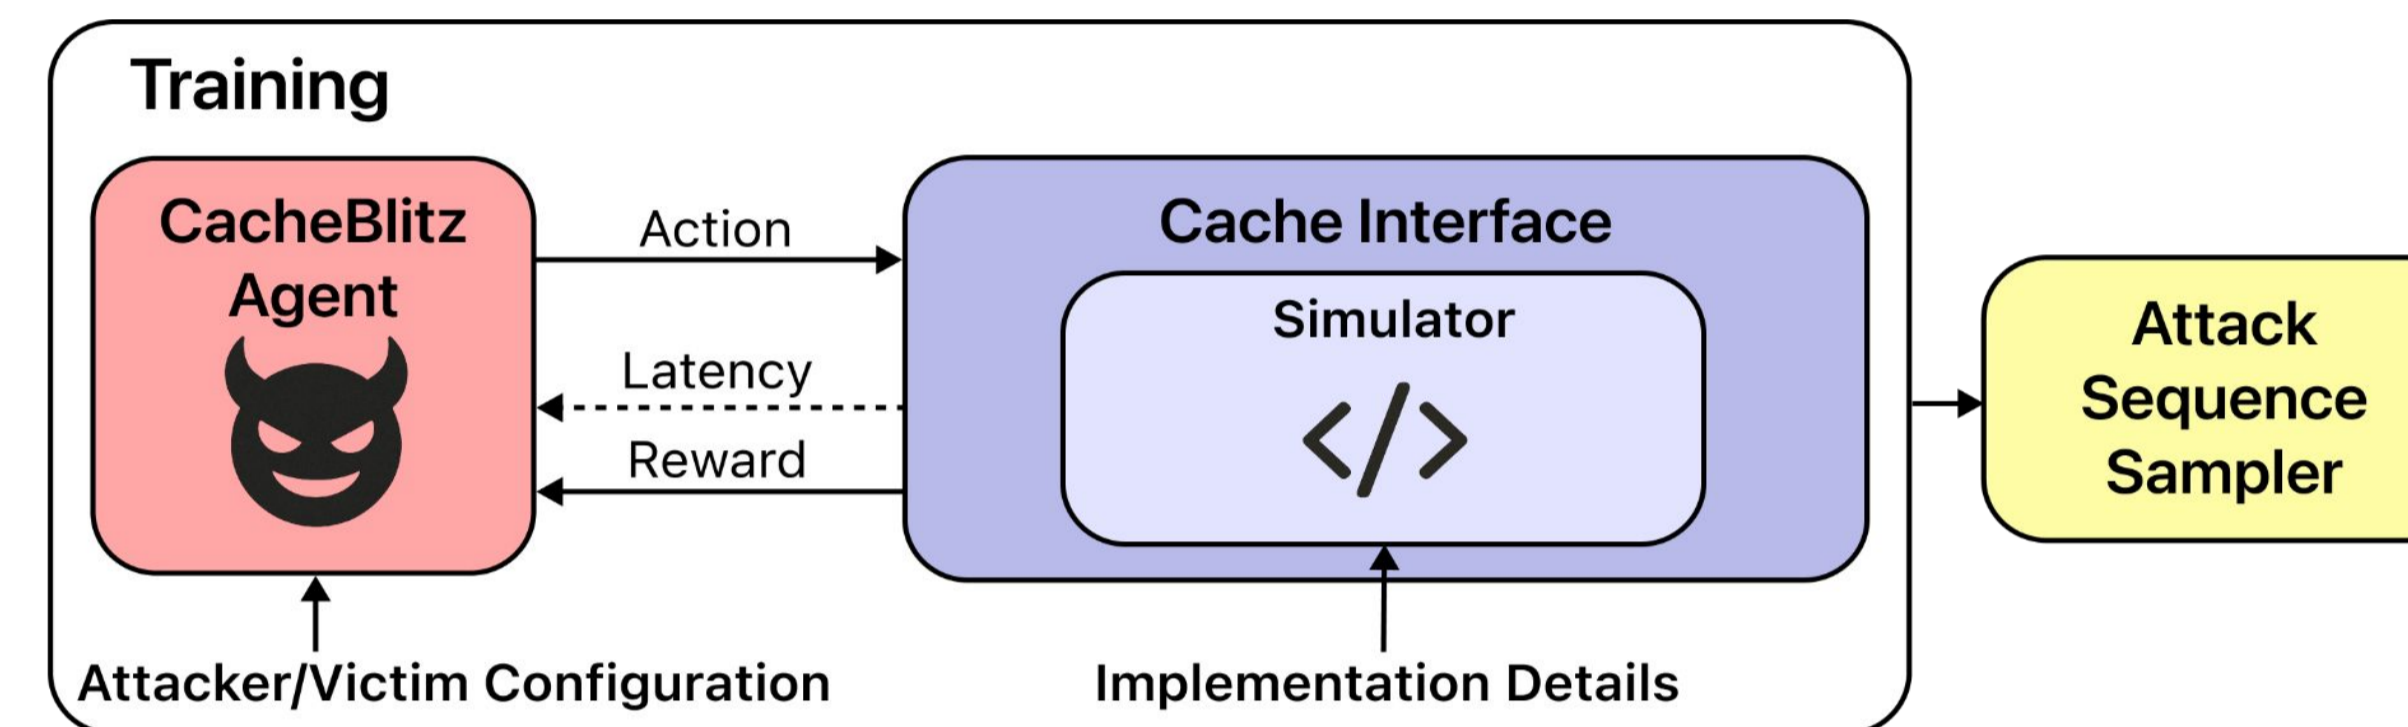 Training
CacheBlitz
Agent
Action
Latency
Reward
Cache Interface
Simulator
</>
Attack
Sequence
Sampler
Attacker/Victim Configuration
Implementation Details